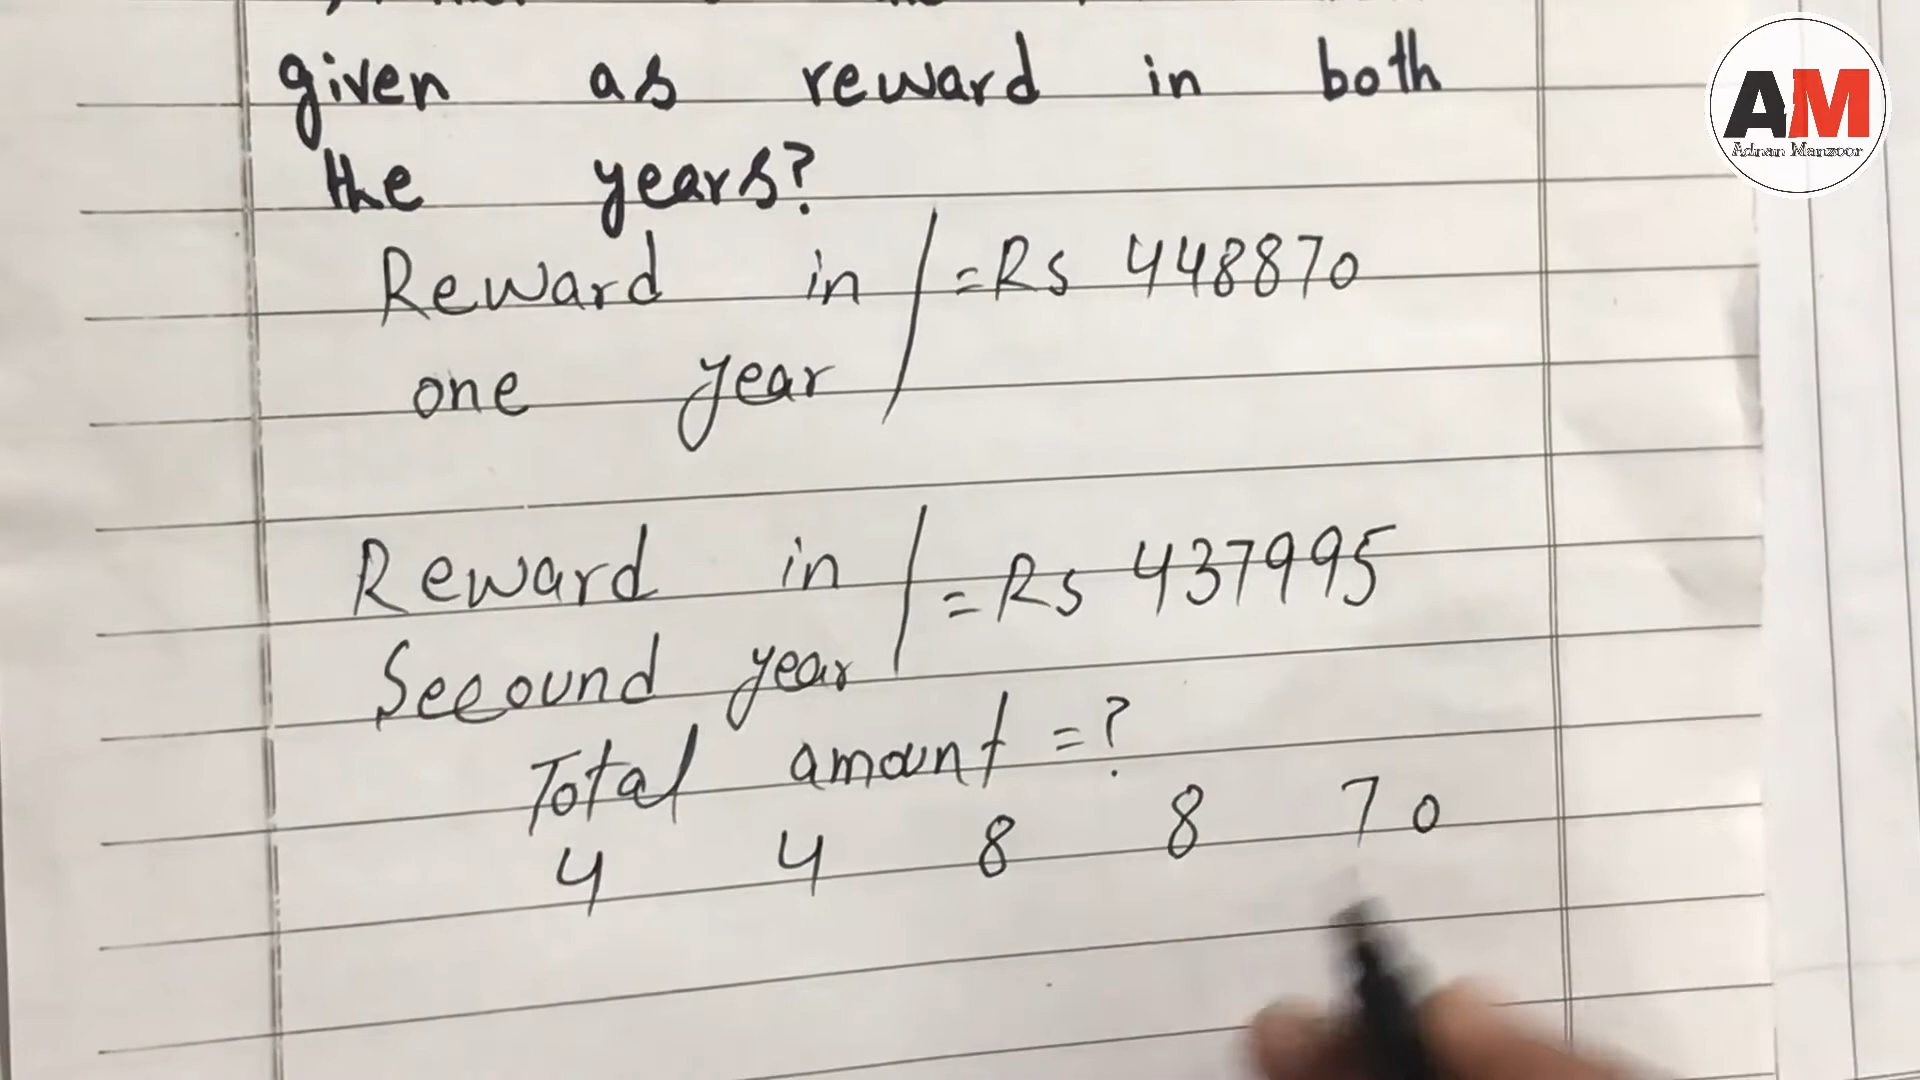 given as reward in both
the years?
Reward in = Rs 448870
one year
Reward in = Rs 437995
Seeound year
Total amount = ?
4 4 8 8 7 0
AM
Adnan Manzoor